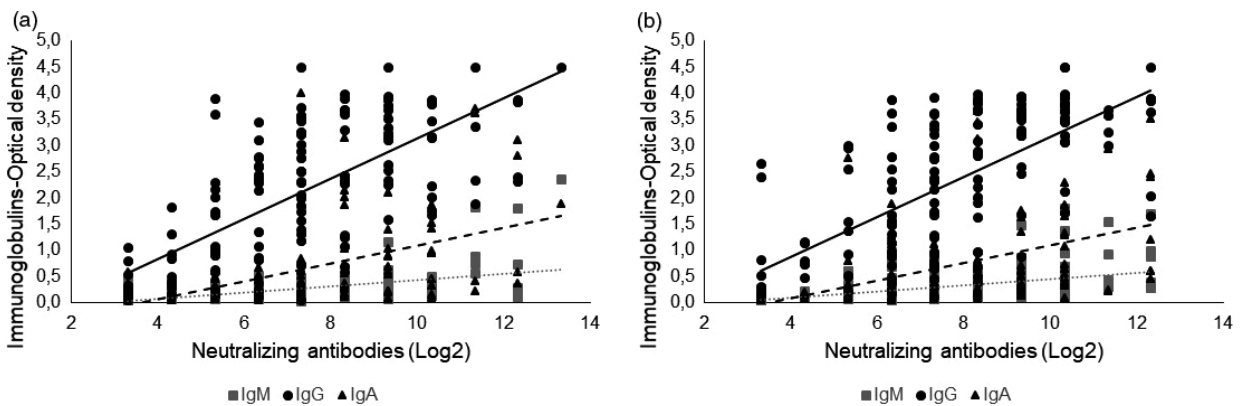 (a)
Immunoglobulins-Optical density
5,0
4,5
4,0
3,5
3,0
2,5
2,0
1,5
1,0
0,5
0,0
2 4 6 8 10 12 14
Neutralizing antibodies (Log2)
IgM IgG IgA
(b)
Immunoglobulins-Optical density
5,0
4,5
4,0
3,5
3,0
2,5
2,0
1,5
1,0
0,5
0,0
2 4 6 8 10 12 14
Neutralizing antibodies (Log2)
IgM IgG IgA